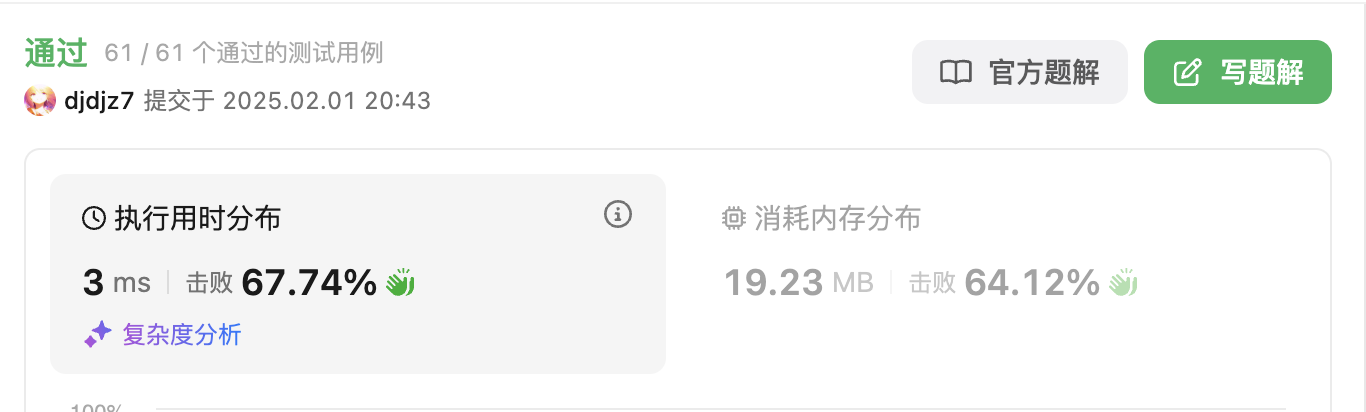 通过 61 / 61 个通过的测试用例
官方题解
写题解
djdjz7 提交于 2025.02.01 20:43
执行用时分布
3 ms 击败 67.74%
复杂度分析
消耗内存分布
19.23 MB 击败 64.12%
100%